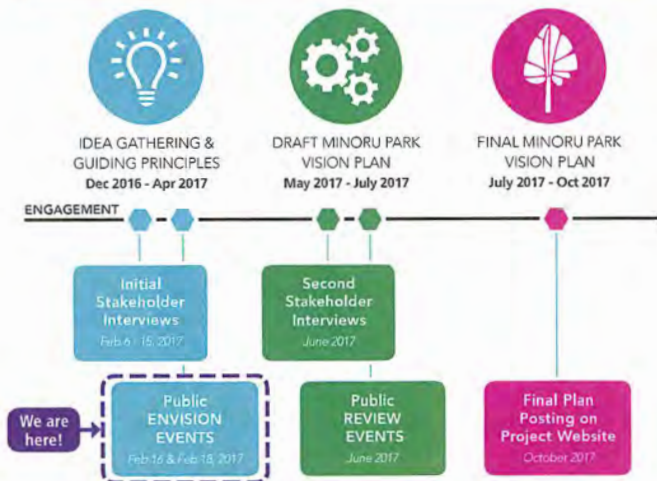 IDEA GATHERING &
GUIDING PRINCIPLES
Dec 2016 - Apr 2017
DRAFT MINORU PARK
VISION PLAN
May 2017 - July 2017
FINAL MINORU PARK
VISION PLAN
July 2017 - Oct 2017
ENGAGEMENT
Initial
Stakeholder
Interviews
Feb 6 - 15, 2017
Second
Stakeholder
Interviews
June 2017
We are
here!
Public
ENVISION
EVENTS
Feb 16 & Feb 18, 2017
Public
REVIEW
EVENTS
June 2017
Final Plan
Posting on
Project Website
October 2017